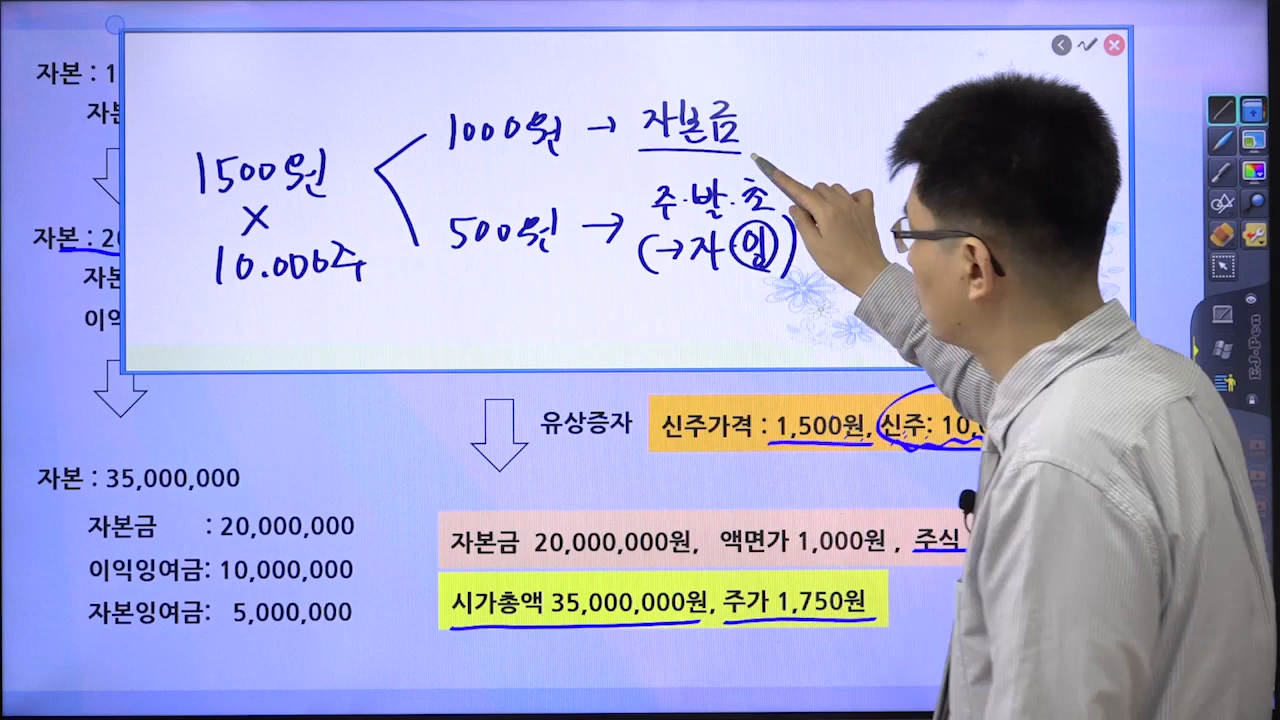 자본 : 1
자본
자본 : 20
자본
이익
1500원
×
10.000주
1000원 → 자본금
500원 → 주·발·초
(→자 잉)
유상증자
신주가격 : 1,500원, 신주: 10,0
자본 : 35,000,000
자본금 : 20,000,000
이익잉여금: 10,000,000
자본잉여금: 5,000,000
자본금 20,000,000원, 액면가 1,000원 , 주식
시가총액 35,000,000원, 주가 1,750원
EJ-Pen